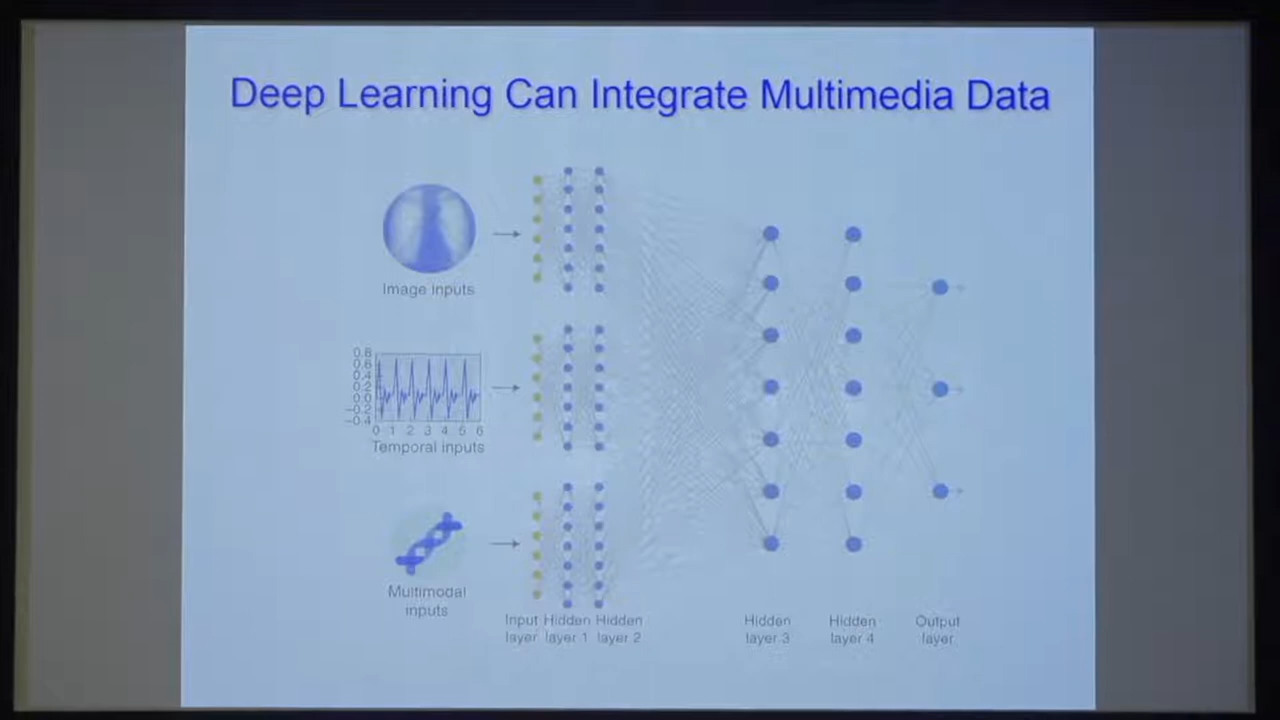 Deep Learning Can Integrate Multimedia Data
Image inputs
0.8
0.6
0.4
0.2
0.0
−0.2
−0.4
0 1 2 3 4 5 6
Temporal inputs
Multimodal
inputs
Input Hidden Hidden Hidden Hidden Output
layer layer 1 layer 2 layer 3 layer 4 layer